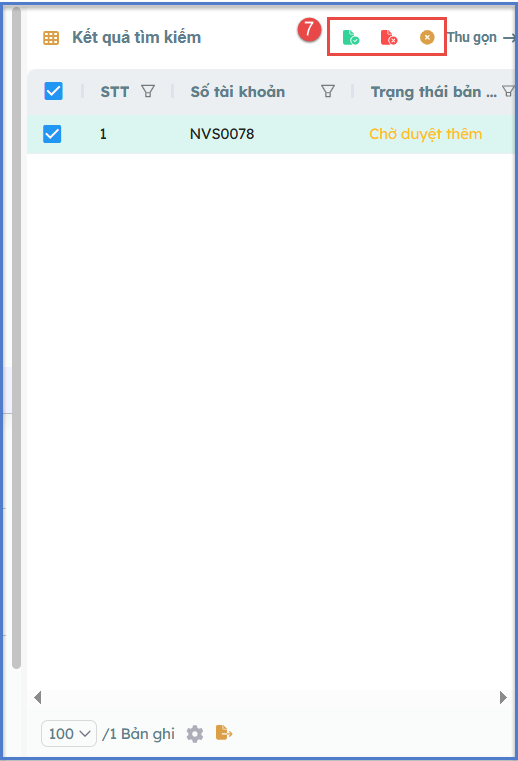 Kết quả tìm kiếm 7 Thu gọn
STT Số tài khoản Trạng thái bản ...
1 NVS0078 Chờ duyệt thêm
100 /1 Bản ghi